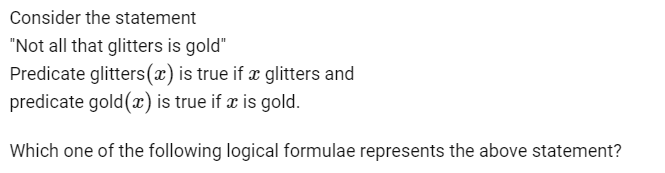 Consider the statement
"Not all that glitters is gold"
Predicate glitters(x) is true if x glitters and
predicate gold(x) is true if x is gold.
Which one of the following logical formulae represents the above statement?